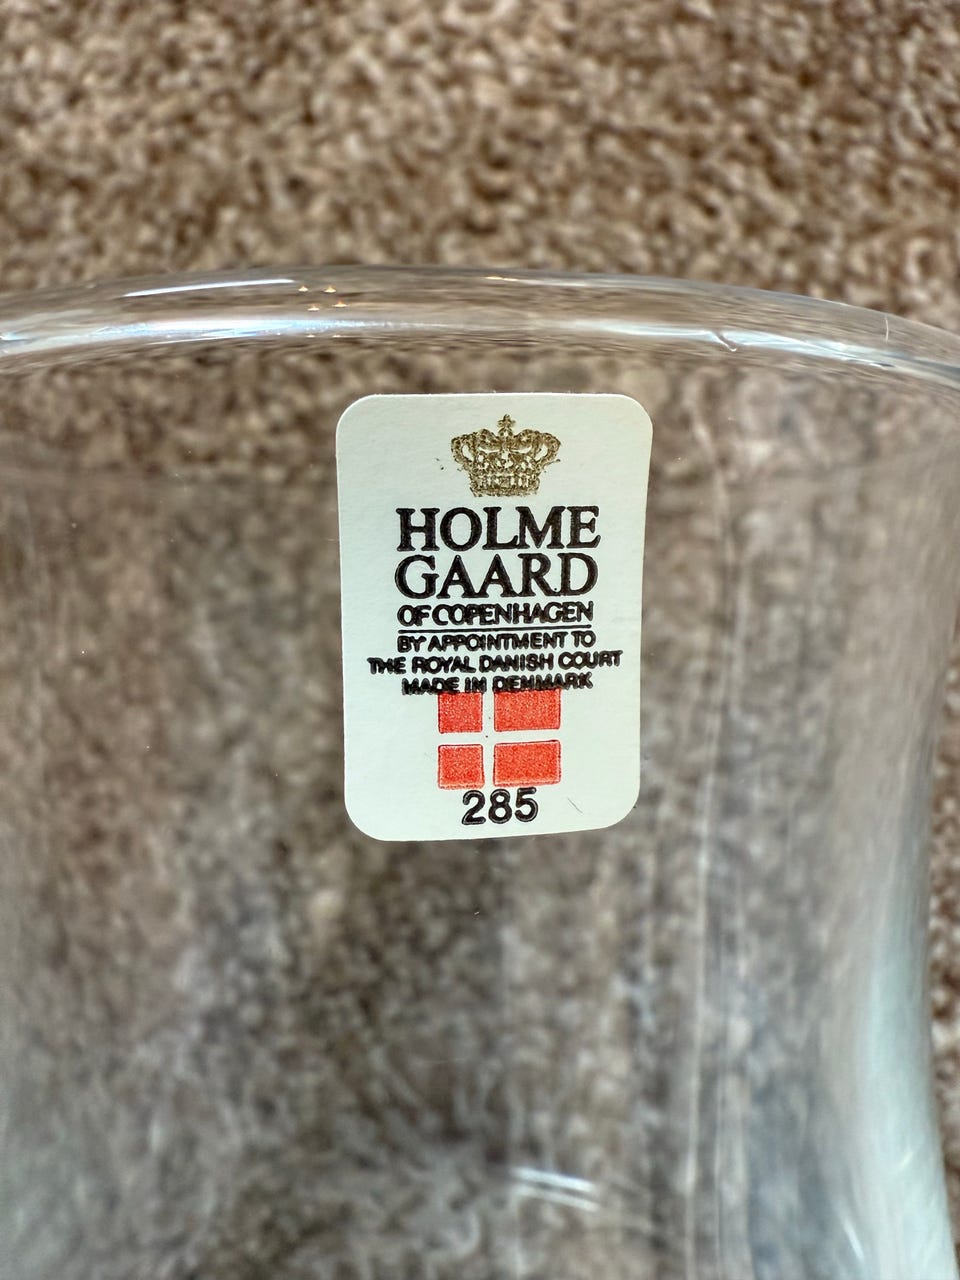 HOLME
GAARD
OF COPENHAGEN
BY APPOINTMENT TO
THE ROYAL DANISH COURT
MADE IN DENMARK
285